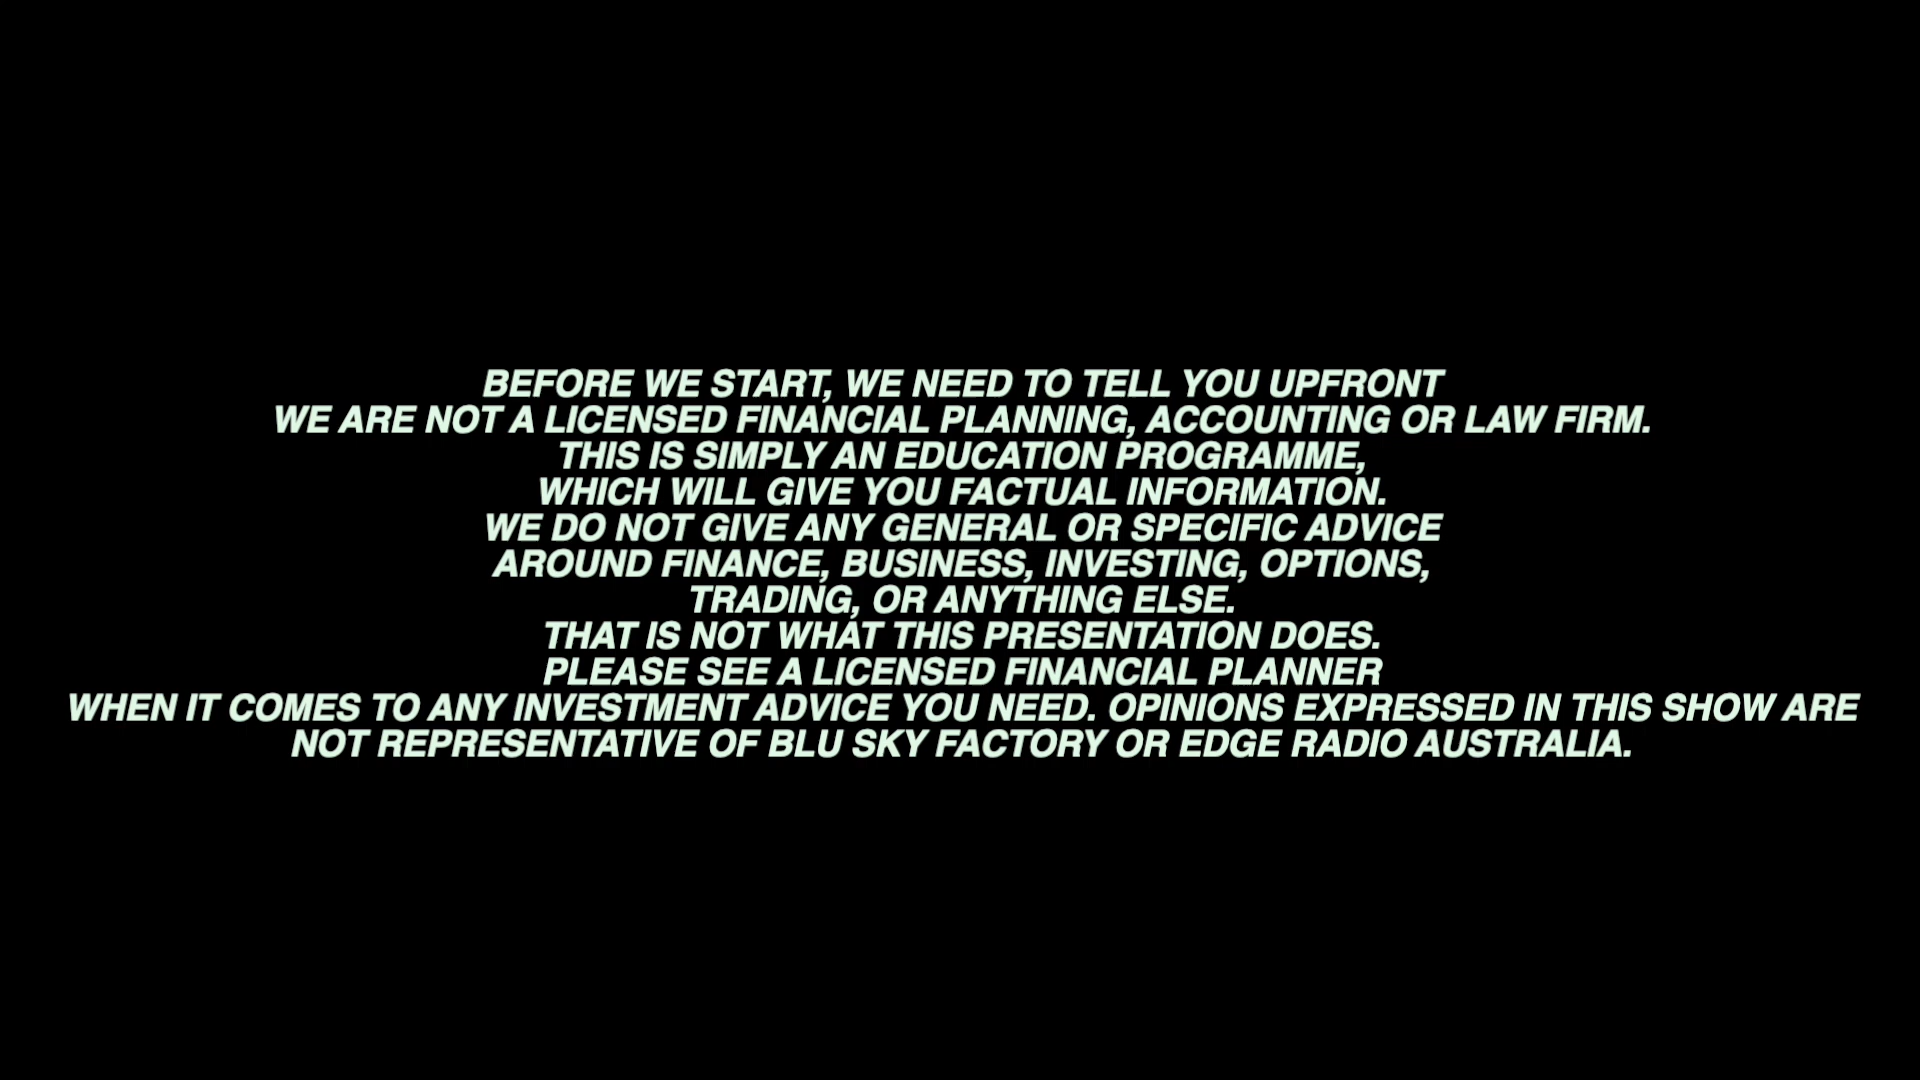 BEFORE WE START, WE NEED TO TELL YOU UPFRONT
WE ARE NOT A LICENSED FINANCIAL PLANNING, ACCOUNTING OR LAW FIRM.
THIS IS SIMPLY AN EDUCATION PROGRAMME,
WHICH WILL GIVE YOU FACTUAL INFORMATION.
WE DO NOT GIVE ANY GENERAL OR SPECIFIC ADVICE
AROUND FINANCE, BUSINESS, INVESTING, OPTIONS,
TRADING, OR ANYTHING ELSE.
THAT IS NOT WHAT THIS PRESENTATION DOES.
PLEASE SEE A LICENSED FINANCIAL PLANNER
WHEN IT COMES TO ANY INVESTMENT ADVICE YOU NEED. OPINIONS EXPRESSED IN THIS SHOW ARE
NOT REPRESENTATIVE OF BLU SKY FACTORY OR EDGE RADIO AUSTRALIA.